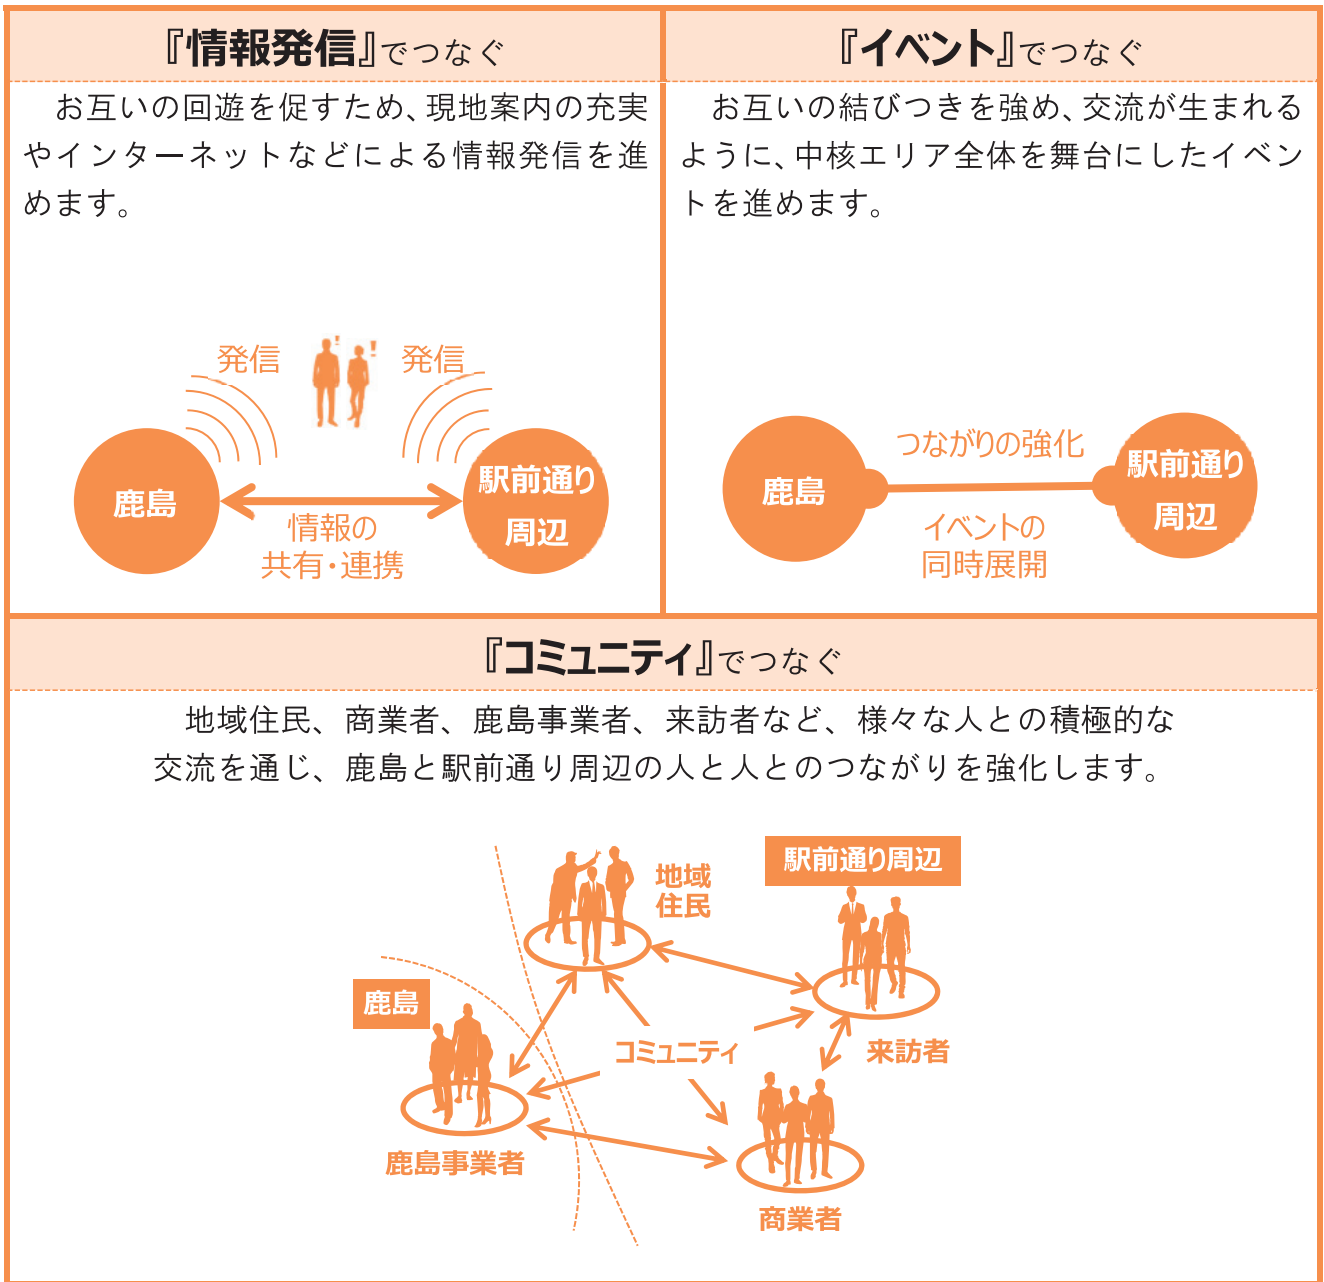 『情報発信』でつなぐ
お互いの回遊を促すため、現地案内の充実
やインターネットなどによる情報発信を進
めます。
発信
発信
鹿島
駅前通り
周辺
情報の
共有・連携
『イベント』でつなぐ
お互いの結びつきを強め、交流が生まれる
ように、中核エリア全体を舞台にしたイベン
トを進めます。
鹿島
つながりの強化
駅前通り
周辺
イベントの
同時展開
『コミュニティ』でつなぐ
地域住民、商業者、鹿島事業者、来訪者など、様々な人との積極的な
交流を通じ、鹿島と駅前通り周辺の人と人とのつながりを強化します。
地域
住民
駅前通り周辺
鹿島
コミュニティ
来訪者
鹿島事業者
商業者